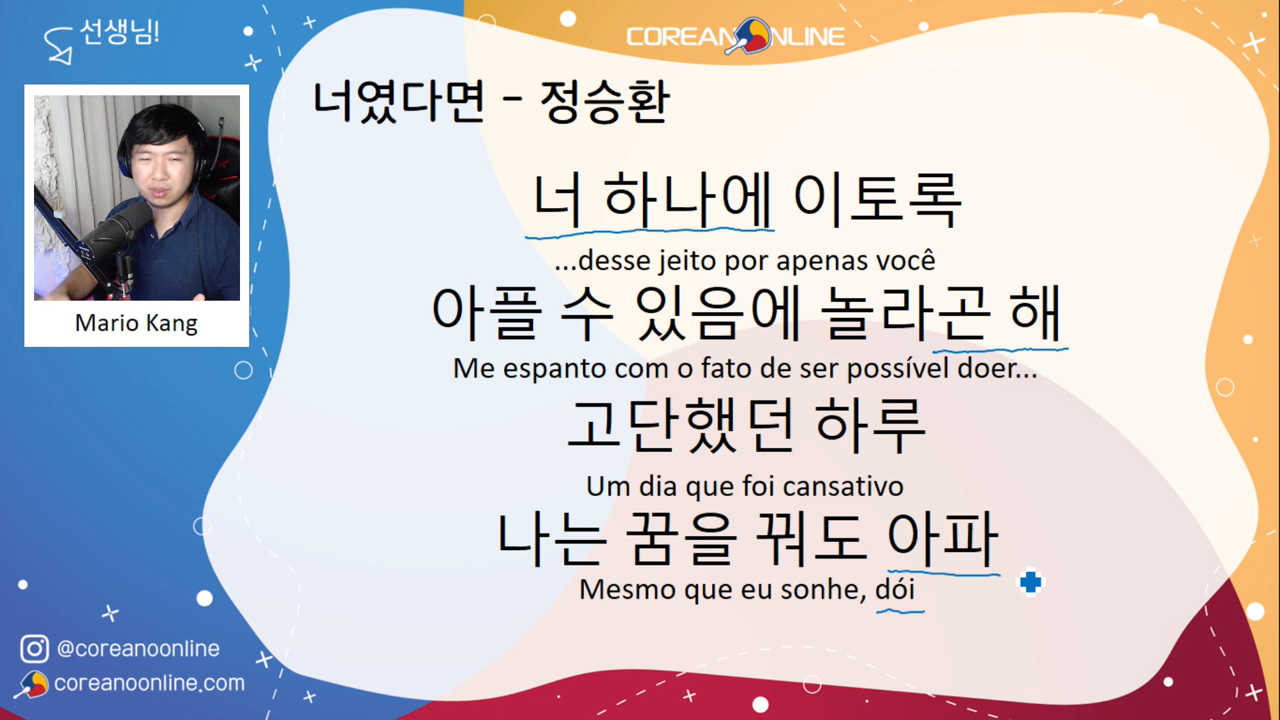 선생님!
COREANONLINE
Mario Kang
너였다면 - 정승환
너 하나에 이토록
...desse jeito por apenas você
아플 수 있음에 놀라곤 해
Me espanto com o fato de ser possível doer...
고단했던 하루
Um dia que foi cansativo
나는 꿈을 꿔도 아파
Mesmo que eu sonhe, dói
@coreanoonline
coreanoonline.com